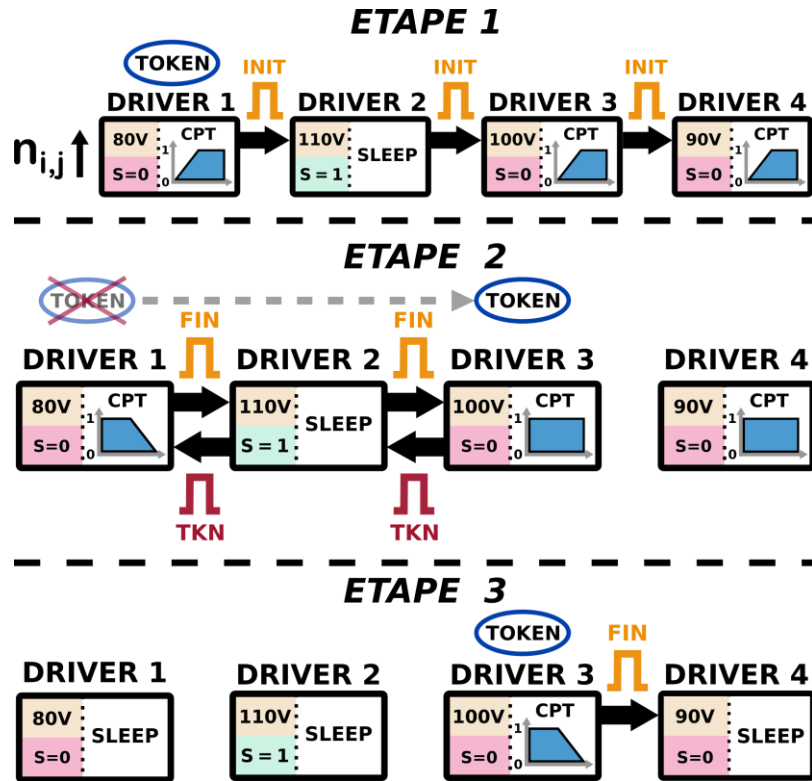 ETAPE 1
TOKEN
INIT INIT INIT
DRIVER 1 DRIVER 2 DRIVER 3 DRIVER 4
n i,j
80V CPT 110V 100V CPT 90V CPT
1 SLEEP 1 1
S=0 0 S = 1 S=0 0 S=0 0
ETAPE 2
TOKEN TOKEN
FIN FIN
DRIVER 1 DRIVER 2 DRIVER 3 DRIVER 4
80V CPT 110V 100V CPT 90V CPT
1 SLEEP 1 1
S=0 0 S = 1 S=0 0 S=0 0
TKN TKN
ETAPE 3
TOKEN FIN
DRIVER 1 DRIVER 2 DRIVER 3 DRIVER 4
80V 110V 100V CPT 90V
SLEEP SLEEP 1 SLEEP
S=0 S = 1 S=0 0 S=0